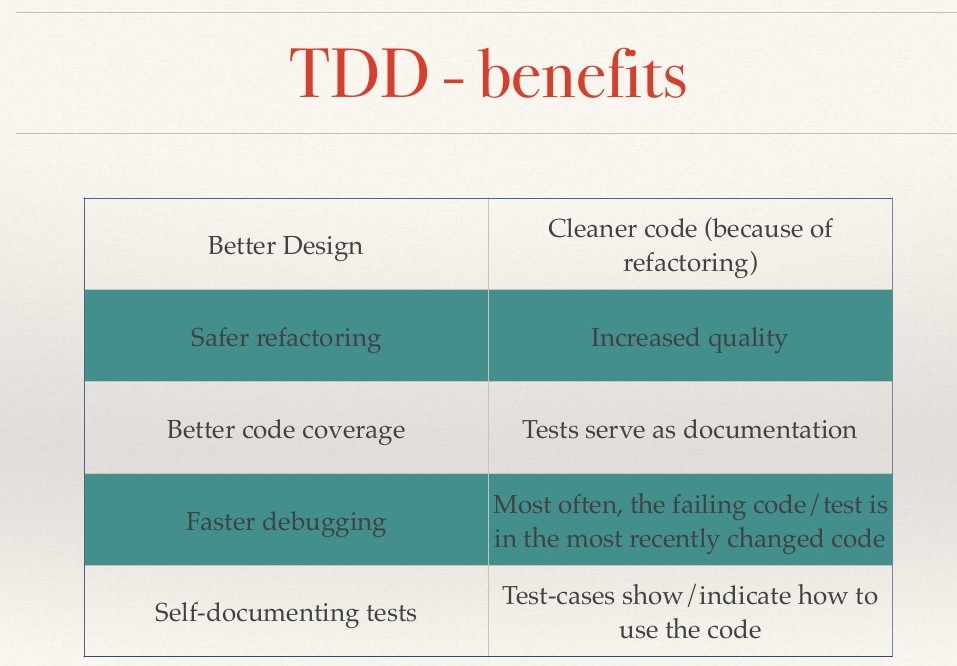 TDD - benefits
Better Design
Cleaner code (because of
refactoring)
Safer refactoring
Increased quality
Better code coverage
Tests serve as documentation
Faster debugging
Most often, the failing code/test is
in the most recently changed code
Self-documenting tests
Test-cases show/indicate how to
use the code